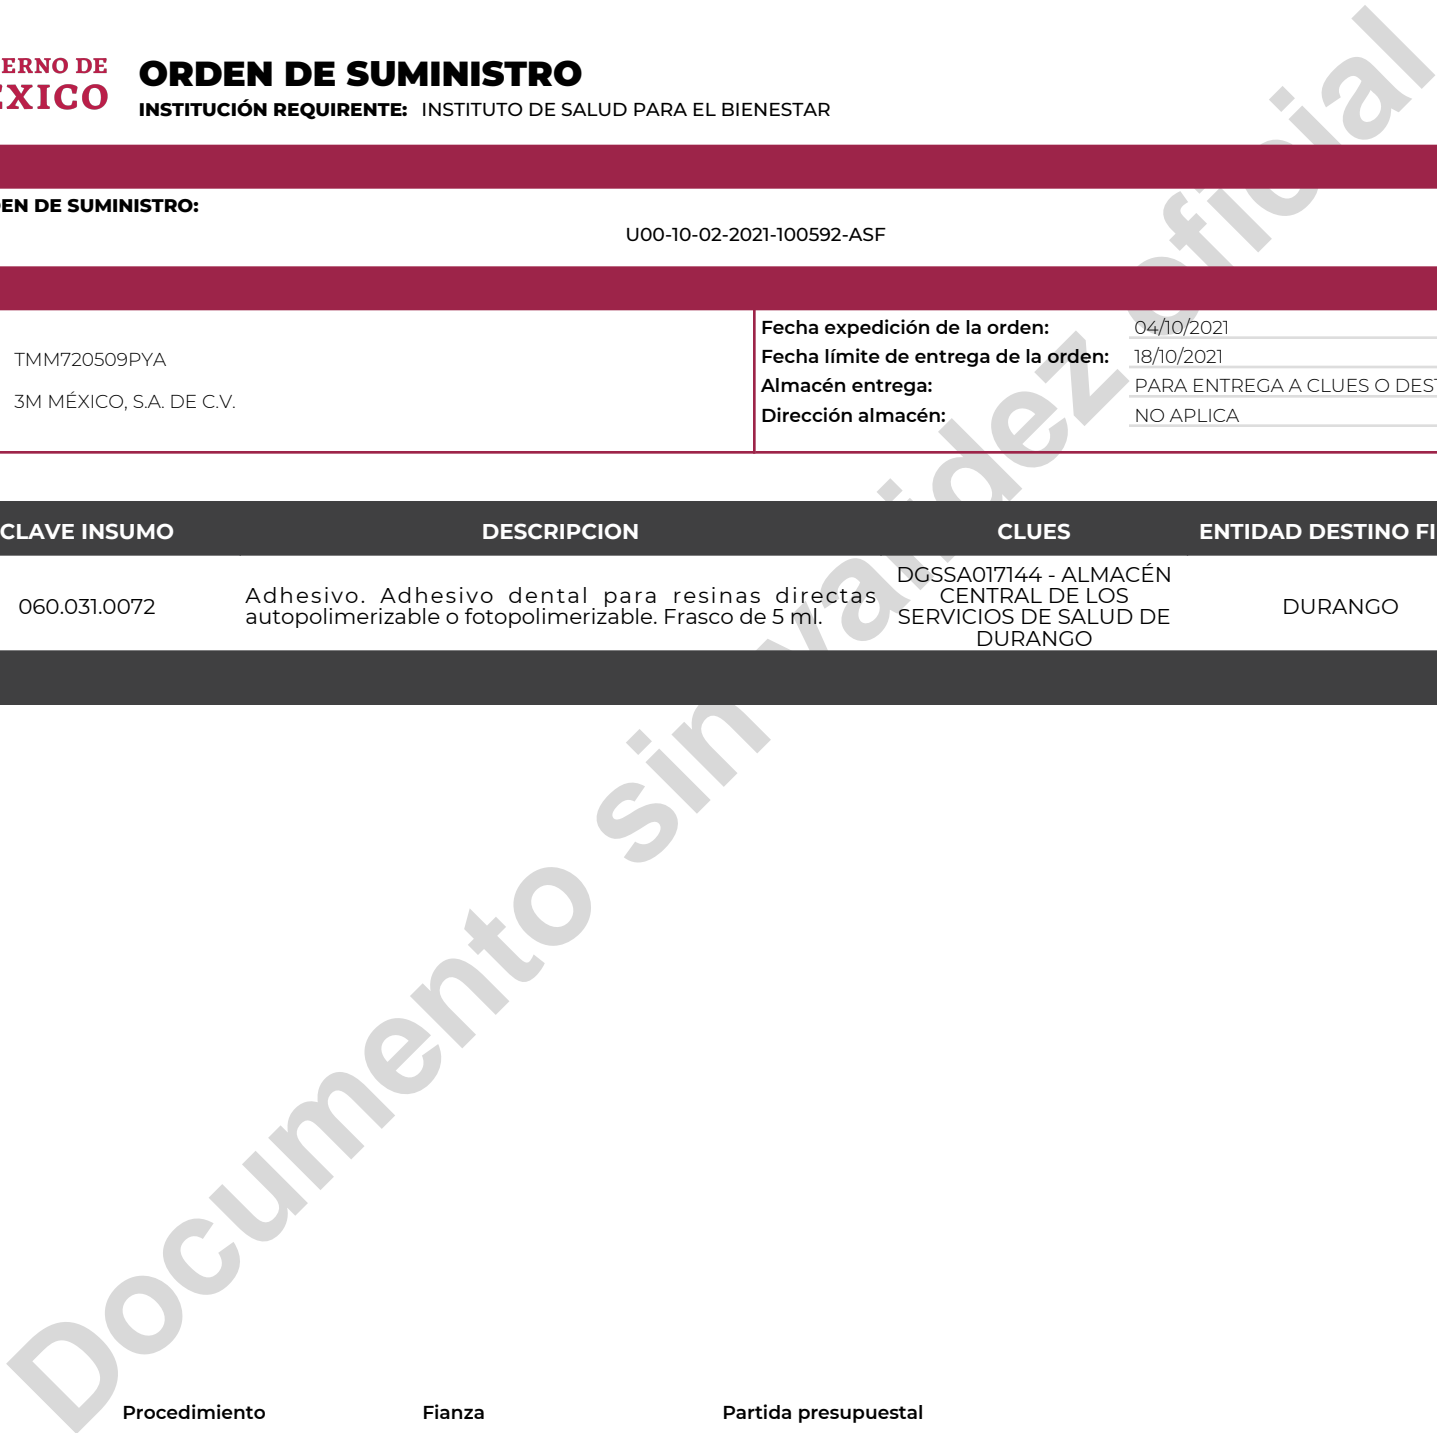 ERNO DE
ÉXICO
ORDEN DE SUMINISTRO
INSTITUCIÓN REQUIRENTE: INSTITUTO DE SALUD PARA EL BIENESTAR
EN DE SUMINISTRO:
U00-10-02-2021-100592-ASF
TMM720509PYA
3M MÉXICO, S.A. DE C.V.
Fecha expedición de la orden: 04/10/2021
Fecha límite de entrega de la orden: 18/10/2021
Almacén entrega: PARA ENTREGA A CLUES O DEST
Dirección almacén: NO APLICA
CLAVE INSUMO DESCRIPCION CLUES ENTIDAD DESTINO FI
060.031.0072
Adhesivo. Adhesivo dental para resinas directas
autopolimerizable o fotopolimerizable. Frasco de 5 ml.
DGSSA017144 - ALMACÉN
CENTRAL DE LOS
SERVICIOS DE SALUD DE
DURANGO
DURANGO
Documento sin validez oficial
Procedimiento Fianza Partida presupuestal